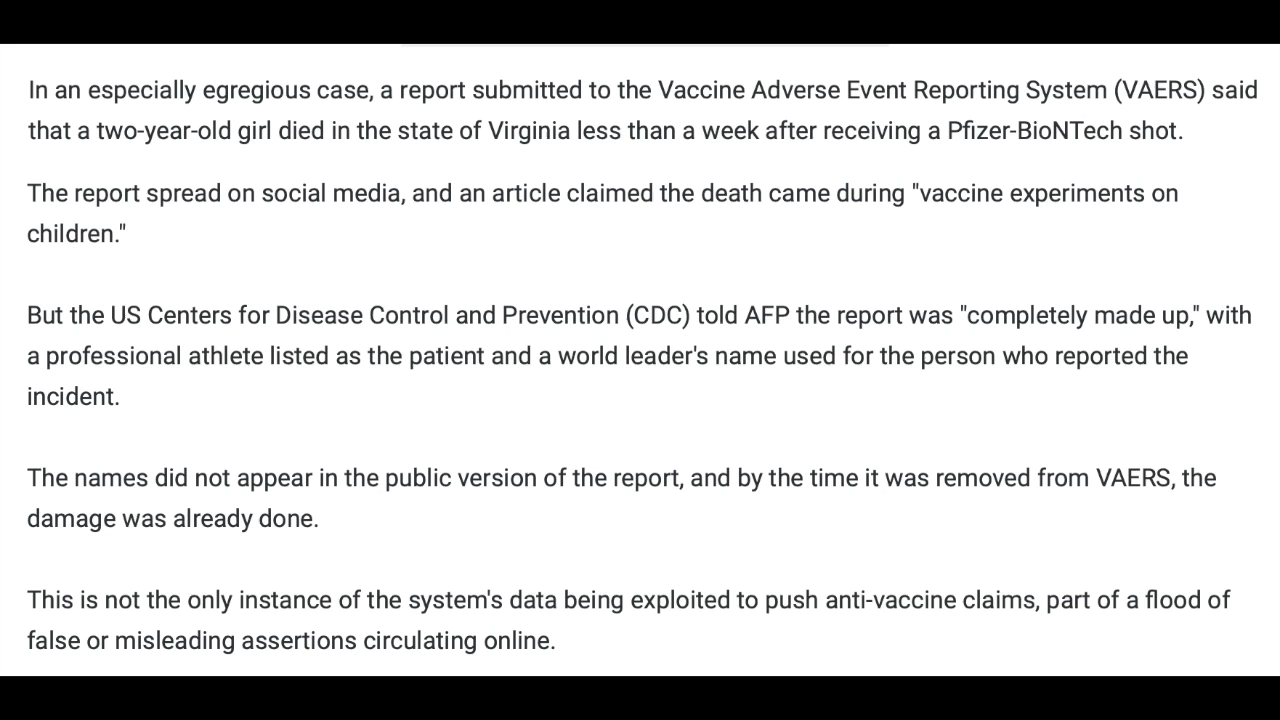 In an especially egregious case, a report submitted to the Vaccine Adverse Event Reporting System (VAERS) said
that a two-year-old girl died in the state of Virginia less than a week after receiving a Pfizer-BioNTech shot.
The report spread on social media, and an article claimed the death came during "vaccine experiments on
children."
But the US Centers for Disease Control and Prevention (CDC) told AFP the report was "completely made up," with
a professional athlete listed as the patient and a world leader's name used for the person who reported the
incident.
The names did not appear in the public version of the report, and by the time it was removed from VAERS, the
damage was already done.
This is not the only instance of the system's data being exploited to push anti-vaccine claims, part of a flood of
false or misleading assertions circulating online.